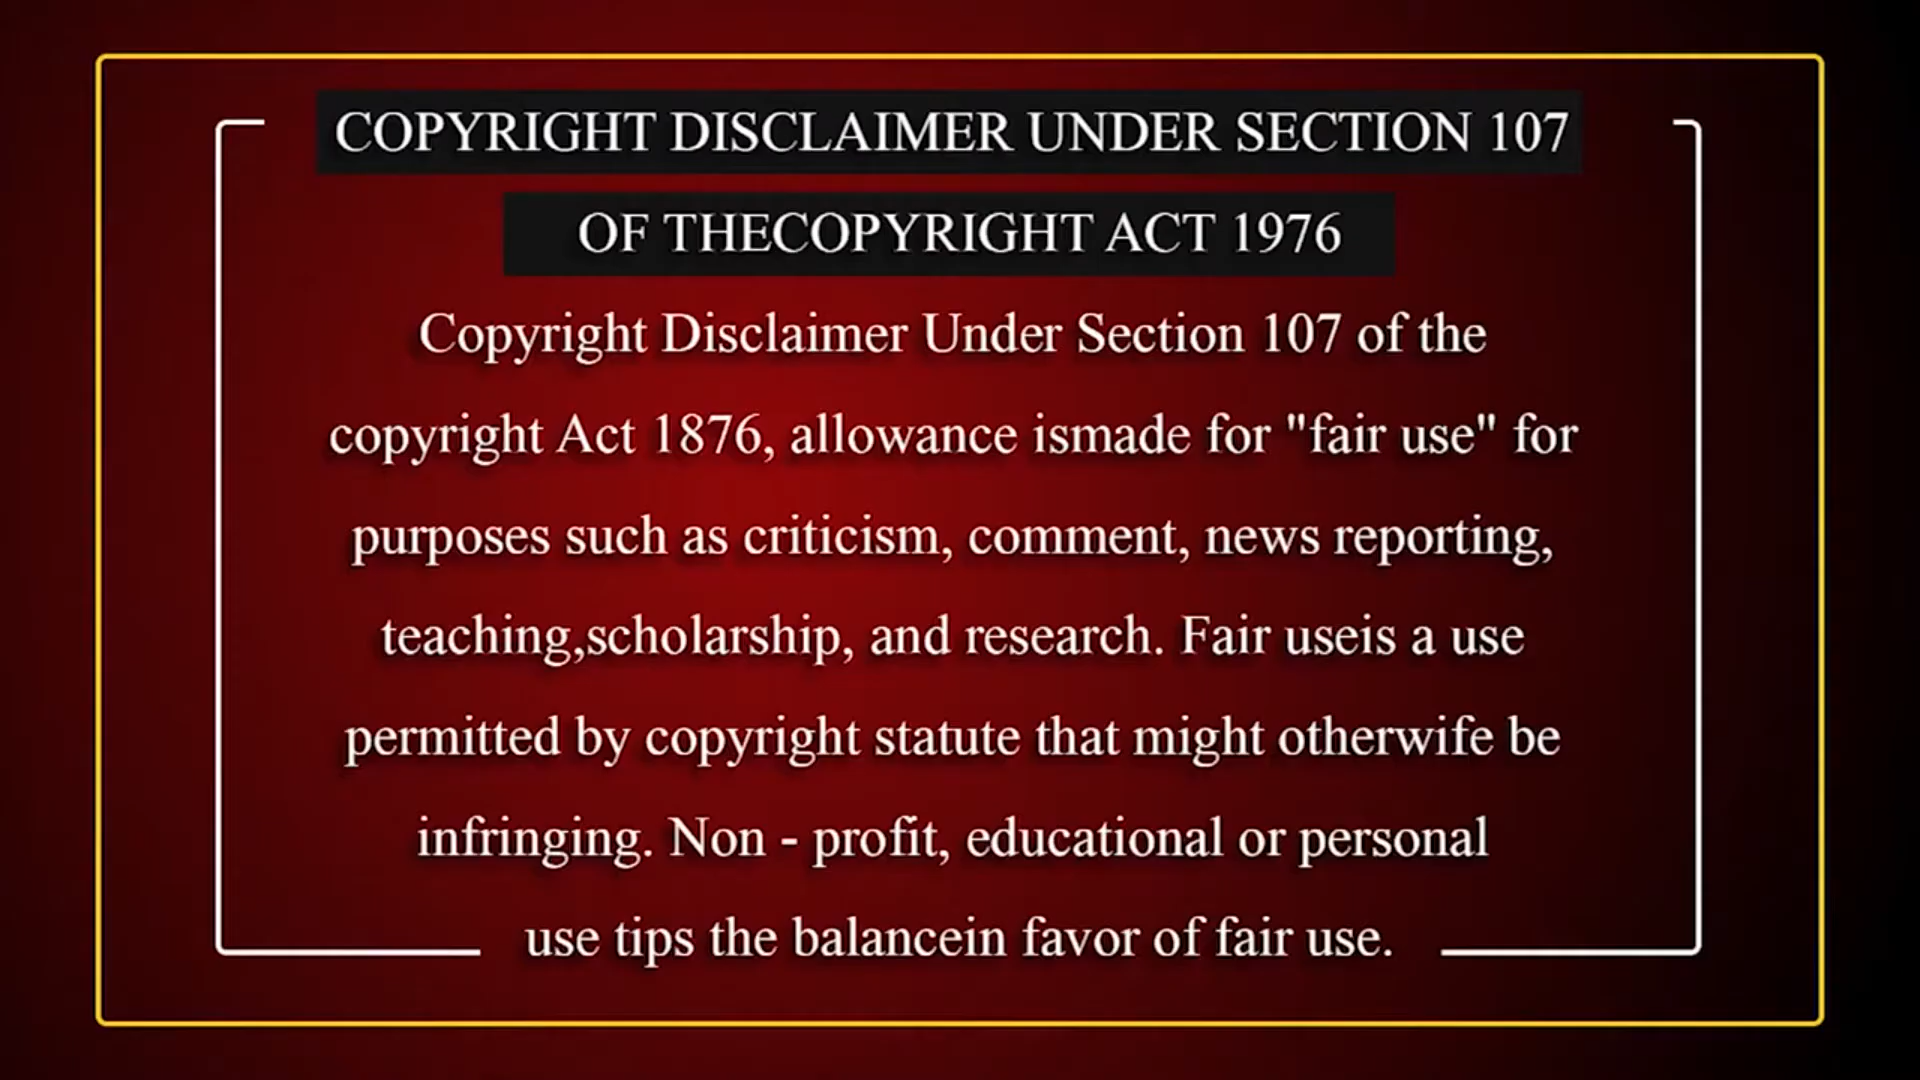 COPYRIGHT DISCLAIMER UNDER SECTION 107
OF THECOPYRIGHT ACT 1976
Copyright Disclaimer Under Section 107 of the
copyright Act 1876, allowance ismade for "fair use" for
purposes such as criticism, comment, news reporting,
teaching,scholarship, and research. Fair useis a use
permitted by copyright statute that might otherwife be
infringing. Non - profit, educational or personal
use tips the balancein favor of fair use.